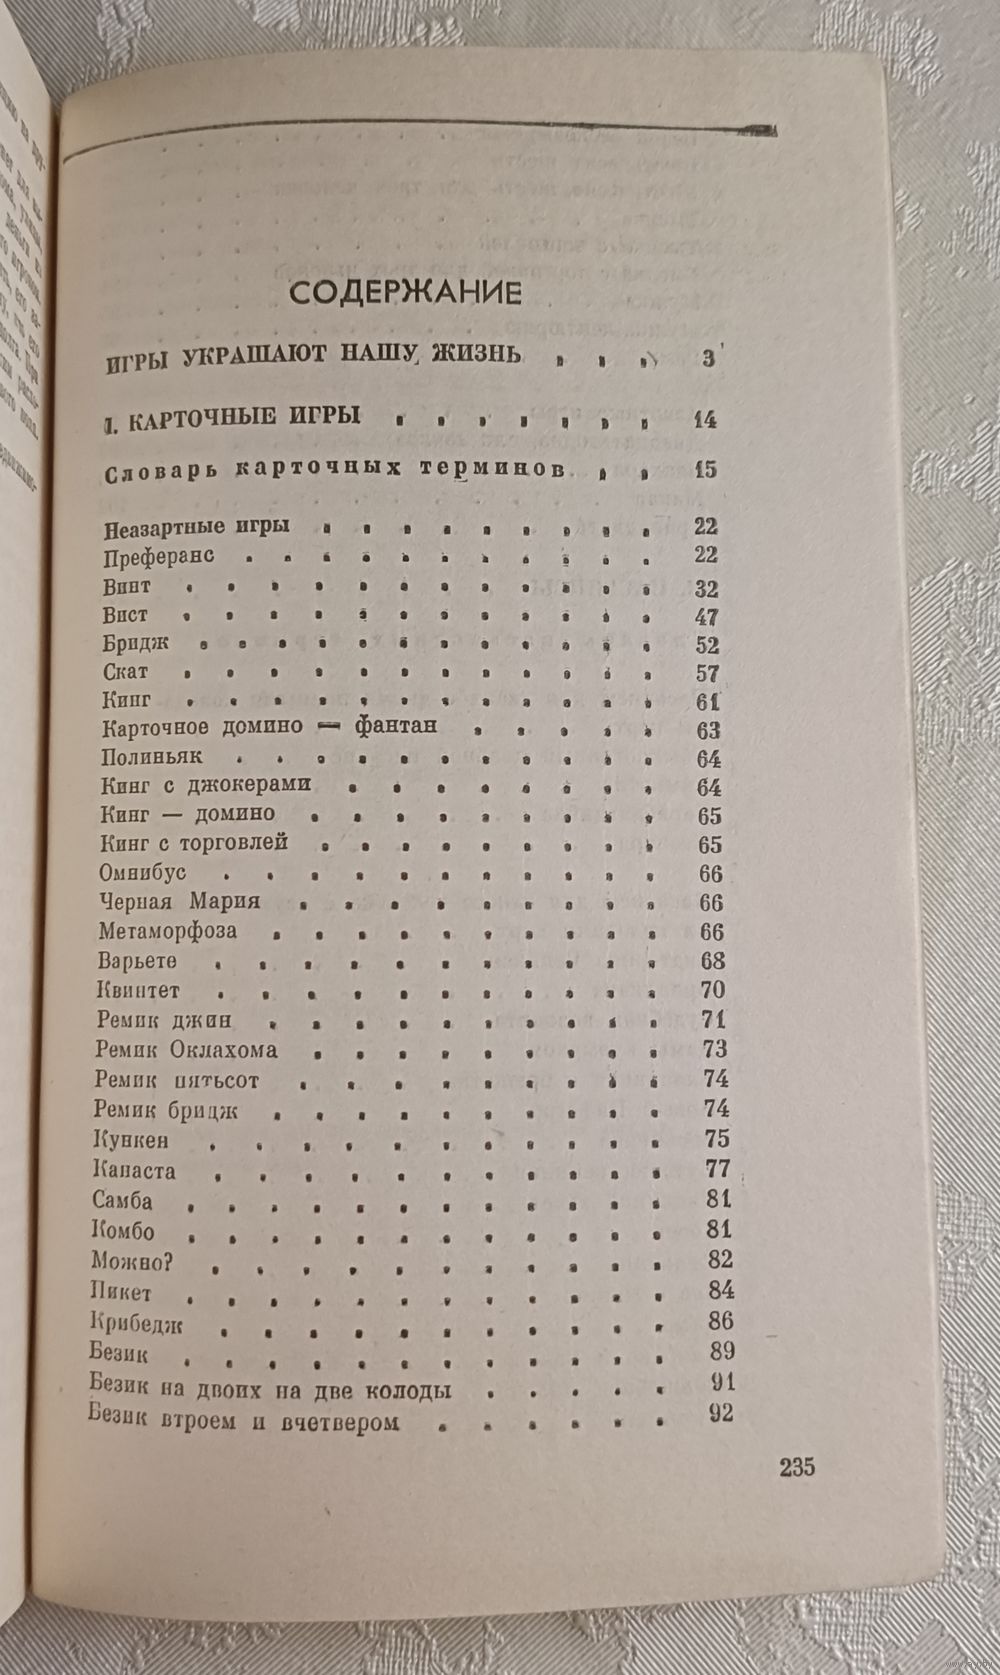 СОДЕРЖАНИЕ
ИГРЫ УКРАШАЮТ НАШУ ЖИЗНЬ . . . 3
I. КАРТОЧНЫЕ ИГРЫ . . . . . . . 14
Словарь карточных терминов . . 15
Неазартные игры . . . . . . . . . 22
Преферанс . . . . . . . . . . . 22
Винт . . . . . . . . . . . . 32
Вист . . . . . . . . . . . . 47
Бридж . . . . . . . . . . . . 52
Скат . . . . . . . . . . . . 57
Кинг . . . . . . . . . . . . 61
Карточное домино — фантан . . . . . 63
Полиньяк . . . . . . . . . . . 64
Кинг с джокерами . . . . . . . . 64
Кинг — домино . . . . . . . . . 65
Кинг с торговлей . . . . . . . . . 65
Омнибус . . . . . . . . . . . 66
Черная Мария . . . . . . . . . 66
Метаморфоза . . . . . . . . . . 66
Варьете . . . . . . . . . . . 68
Квинтет . . . . . . . . . . . 70
Ремик джин . . . . . . . . . . 71
Ремик Оклахома . . . . . . . . . 73
Ремик пятьсот . . . . . . . . . 74
Ремик бридж . . . . . . . . . . 74
Кункен . . . . . . . . . . . 75
Канаста . . . . . . . . . . . 77
Самба . . . . . . . . . . . . 81
Комбо . . . . . . . . . . . . 81
Можно? . . . . . . . . . . . 82
Пикет . . . . . . . . . . . . 84
Крибедж . . . . . . . . . . . 86
Безик . . . . . . . . . . . . 89
Безик на двоих на две колоды . . . . . 91
Безик втроем и вчетвером . . . . . . 92
235